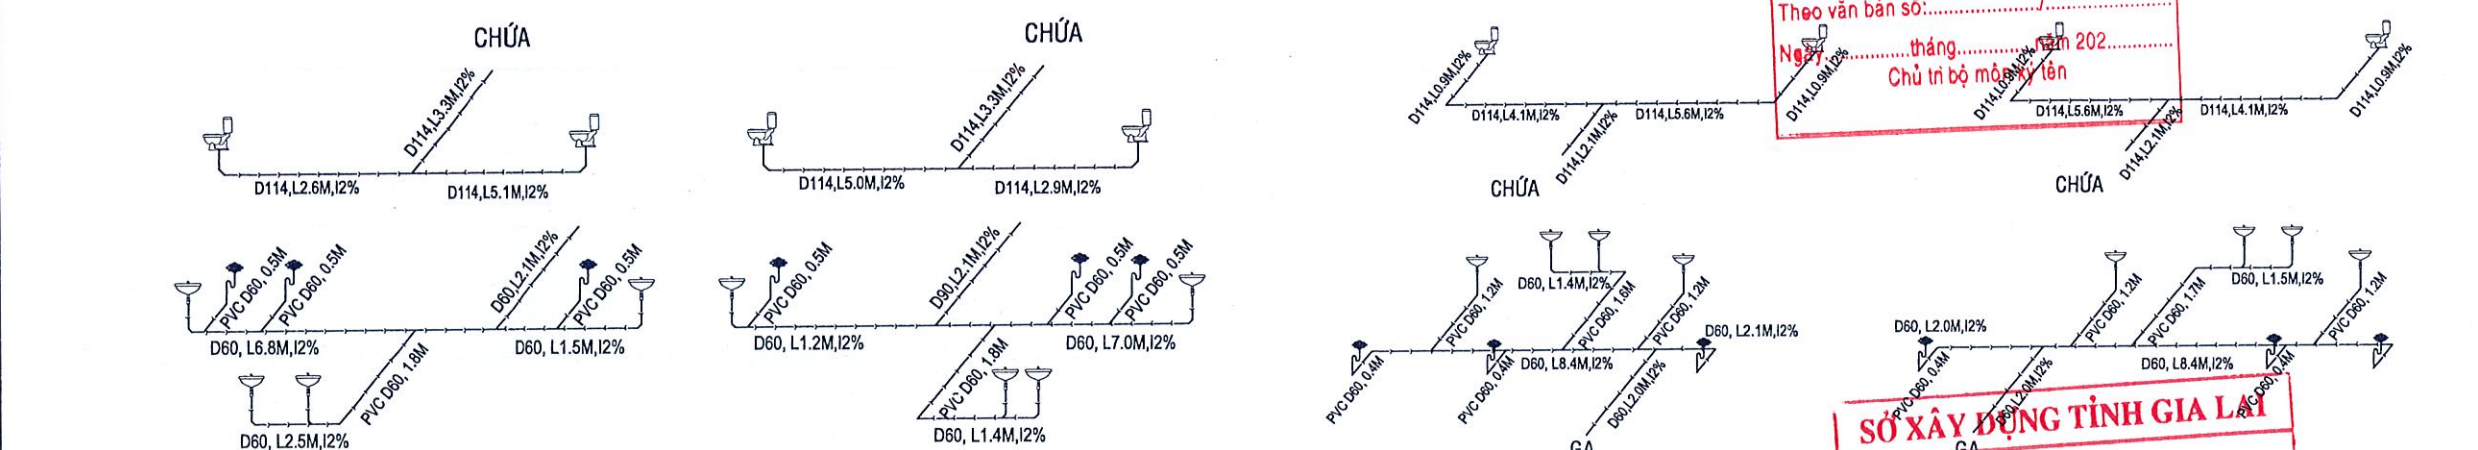 CHỨA
D114,L3.3M,I2%
D114,L2.6M,I2%
D114,L5.1M,I2%
CHỨA
D114,L3.3M,I2%
D114,L5.0M,I2%
D114,L2.9M,I2%
Theo văn bản số:..................../.........................
Ngày...............tháng.............năm 202.............
Chủ trì bộ môn ký tên
D114,L0.9M,I2%
D114,L4.1M,I2%
D114,L5.6M,I2%
D114,L0.9M,I2%
D114,L2.1M,I2%
CHỨA
D114,L0.9M,I2%
D114,L5.6M,I2%
D114,L4.1M,I2%
D114,L0.9M,I2%
D114,L2.1M,I2%
CHỨA
PVC D60, 0.5M
PVC D60, 0.5M
D60,L2.1M,I2%
PVC D60, 0.5M
D60, L6.8M,I2%
D60, L1.5M,I2%
PVC D60, 1.8M
D60, L2.5M,I2%
PVC D60, 0.5M
D90,L2.1M,I2%
PVC D60, 0.5M
PVC D60, 0.5M
D60, L1.2M,I2%
D60, L7.0M,I2%
PVC D60, 1.8M
D60, L1.4M,I2%
PVC D60, 1.2M
D60, L1.4M,I2%
PVC D60, 1.6M
PVC D60, 1.2M
D60, L2.1M,I2%
PVC D60, 0.4M
PVC D60, 0.4M
D60, L8.4M,I2%
D60,L2.0M,I2%
GA
D60, L2.0M,I2%
PVC D60, 1.2M
PVC D60, 1.7M
D60, L1.5M,I2%
PVC D60, 1.2M
PVC D60, 0.4M
D60,L2.0M,I2%
D60, L8.4M,I2%
PVC D60, 0.4M
GA
SỞ XÂY DỰNG TỈNH GIA LAI